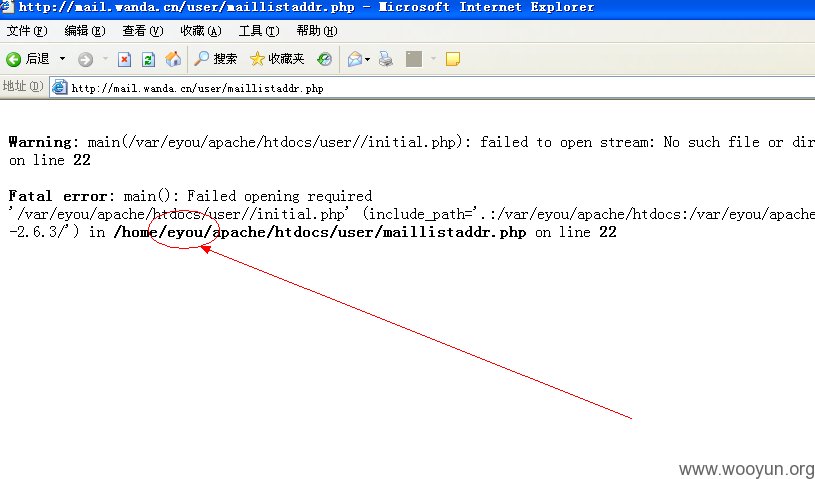 http://mail.wanda.cn/user/maillistaddr.php - Microsoft Internet Explorer
文件(F) 编辑(E) 查看(V) 收藏(A) 工具(T) 帮助(H)
后退 搜索 收藏夹
地址(D) http://mail.wanda.cn/user/maillistaddr.php
Warning: main(/var/eyou/apache/htdocs/user//initial.php): failed to open stream: No such file or dir
on line 22
Fatal error: main(): Failed opening required
'/var/eyou/apache/htdocs/user//initial.php' (include_path='.:/var/eyou/apache/htdocs:/var/eyou/apache
-2.6.3/') in /home/eyou/apache/htdocs/user/maillistaddr.php on line 22
www.wooyun.org